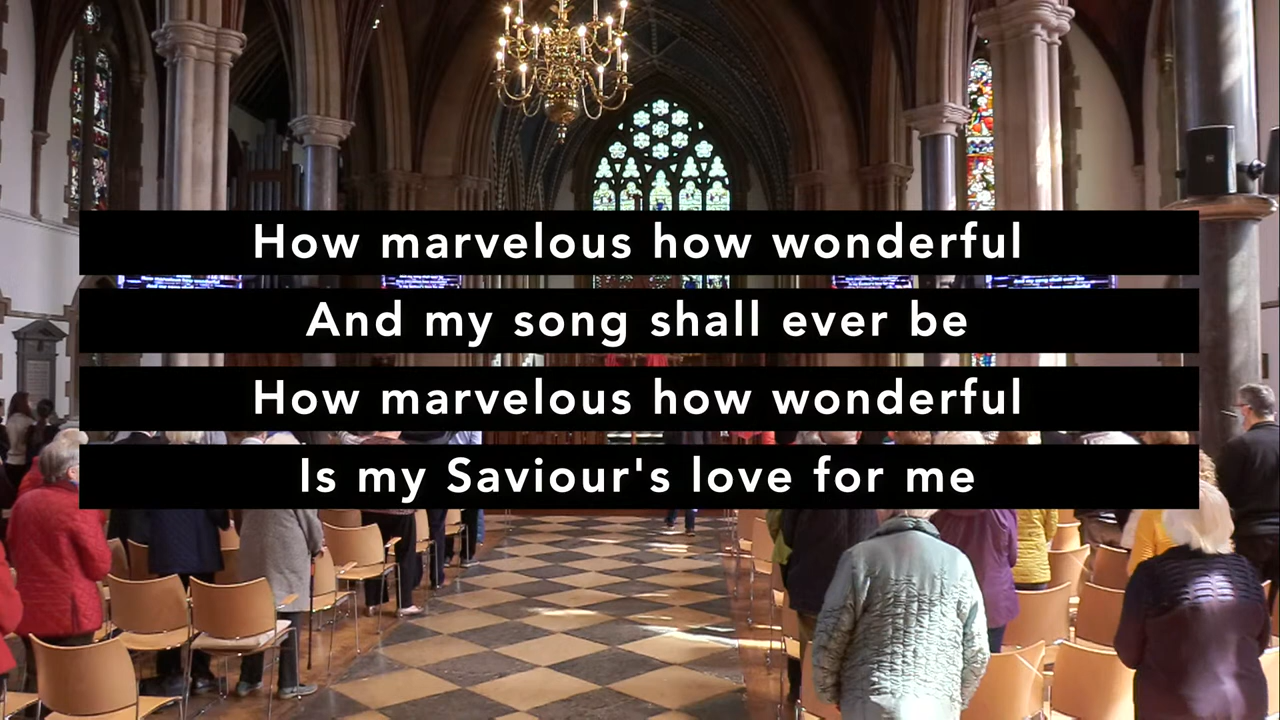 How marvelous how wonderful
And my song shall ever be
How marvelous how wonderful
Is my Saviour's love for me